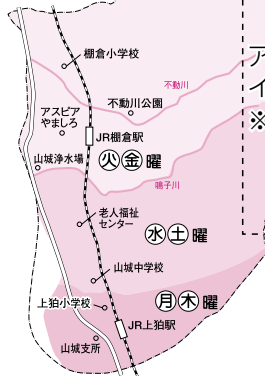 棚倉小学校
不動川
アスピア
やましろ
不動川公園
JR棚倉駅
山城浄水場
火金曜
鳴子川
老人福祉
センター
水土曜
山城中学校
月木曜
上狛小学校
JR上狛駅
山城支所
ア
イ
※